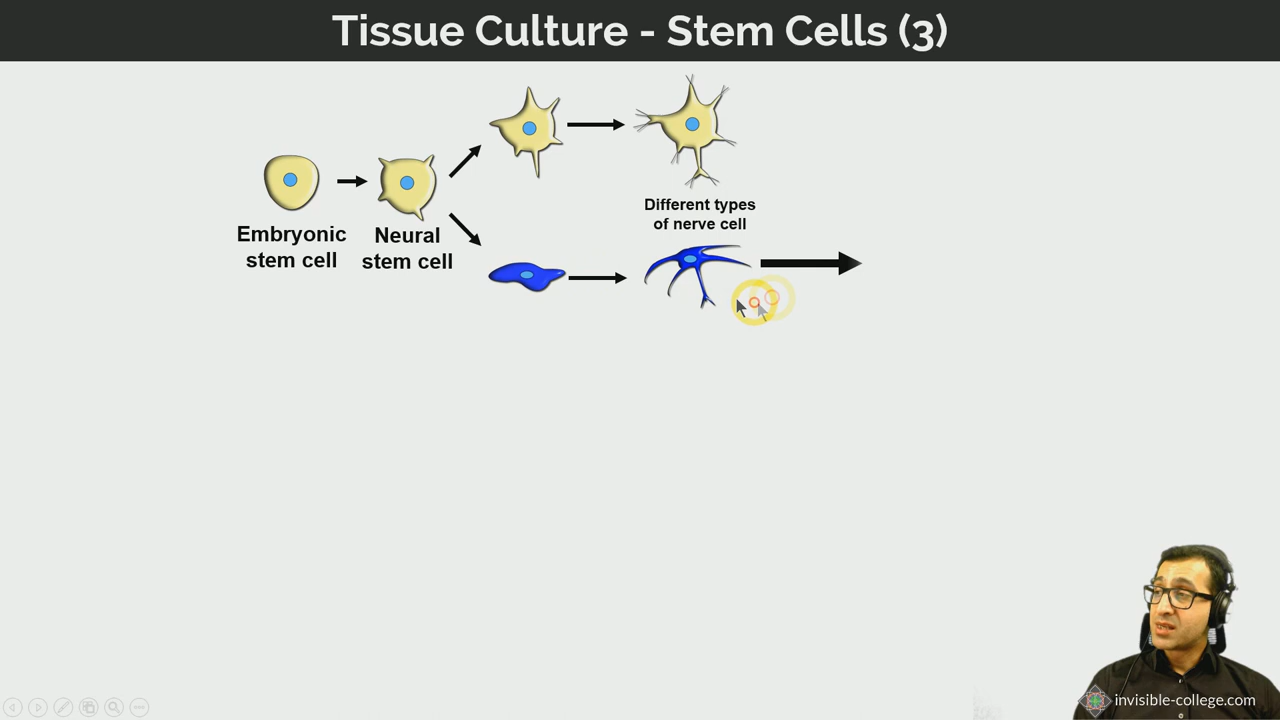 Tissue Culture - Stem Cells (3)
Different types
of nerve cell
Embryonic
stem cell
Neural
stem cell
invisible-college.com